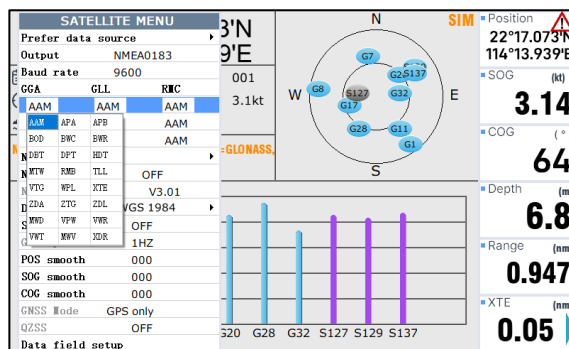 SATELLITE MENU
Prefer data source
Output NMEA0183
Baud rate 9600
GGA GLL RMC
AAM AAM AAM
AAM
AAM
AAM APA APB
BOD BWC BWR
DBT DPT HDT
MTW RMB TLL
VTG WPL XTE
ZDA ZTG ZDL
MWD VPW VWR
VWT MWV XDR
OFF
V3.01
WGS 1984
OFF
1HZ
POS smooth 000
SOG smooth 000
COG smooth 000
GNSS Mode GPS only
QZSS OFF
Data field setup
3'N
9'E
001
3.1kt
=GLONASS,
N
SIM
W
E
S
G7
G8
S137
S127
G32
G17
G28
G11
G1
S20 G28 G32 S127 S129 S137
Position
22°17.073'N
114°13.939'E
SOG (kt)
3.14
COG (°
64
Depth (m
6.8
Range (nm
0.947
XTE (nm
0.05